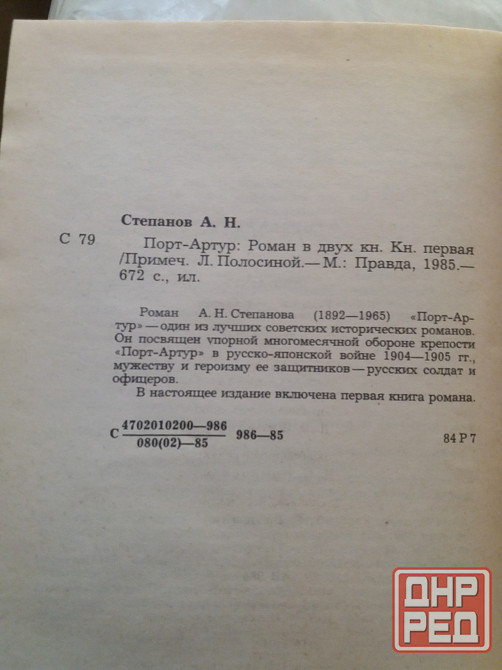 Степанов А. Н.
С 79
Порт-Артур: Роман в двух кн. Кн. первая
/Примеч. Л. Полосиной.— М.: Правда, 1985.—
672 с., ил.
Роман А. Н. Степанова (1892—1965) «Порт-Ар-
тур» — один из лучших советских исторических романов.
Он посвящен упорной многомесячной обороне крепости
«Порт-Артур» в русско-японской войне 1904—1905 гг.,
мужеству и героизму ее защитников — русских солдат и
офицеров.
В настоящее издание включена первая книга романа.
С 4702010200—986
080(02)—85
986—85
84 Р 7
ДНР
РЕД